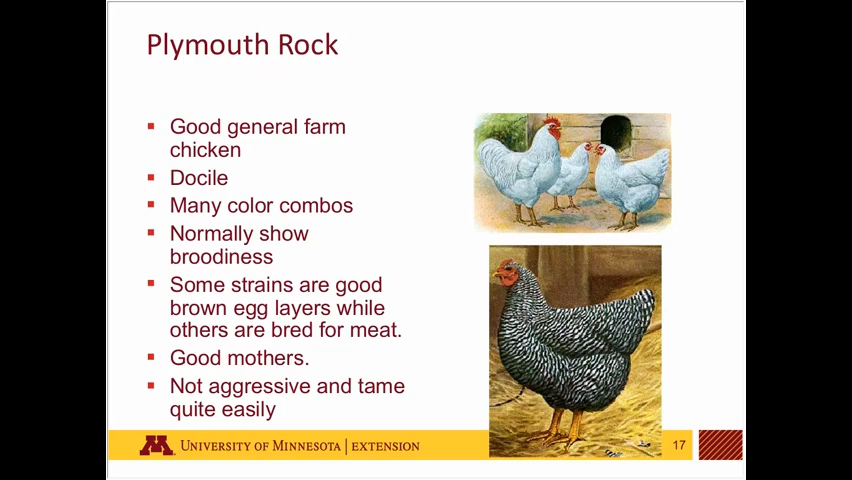 Plymouth Rock
▪ Good general farm
chicken
▪ Docile
▪ Many color combos
▪ Normally show
broodiness
▪ Some strains are good
brown egg layers while
others are bred for meat.
▪ Good mothers.
▪ Not aggressive and tame
quite easily
M UNIVERSITY OF MINNESOTA | EXTENSION
17